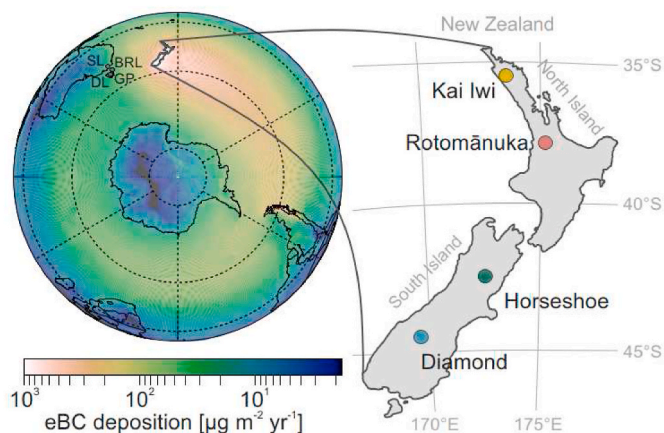 SL BRL
DL GP
10³ 10² 10¹
eBC deposition [µg m⁻² yr⁻¹]
New Zealand
North Island
South Island
Kai Iwi
Rotomānuka
Horseshoe
Diamond
35°S
40°S
45°S
170°E 175°E